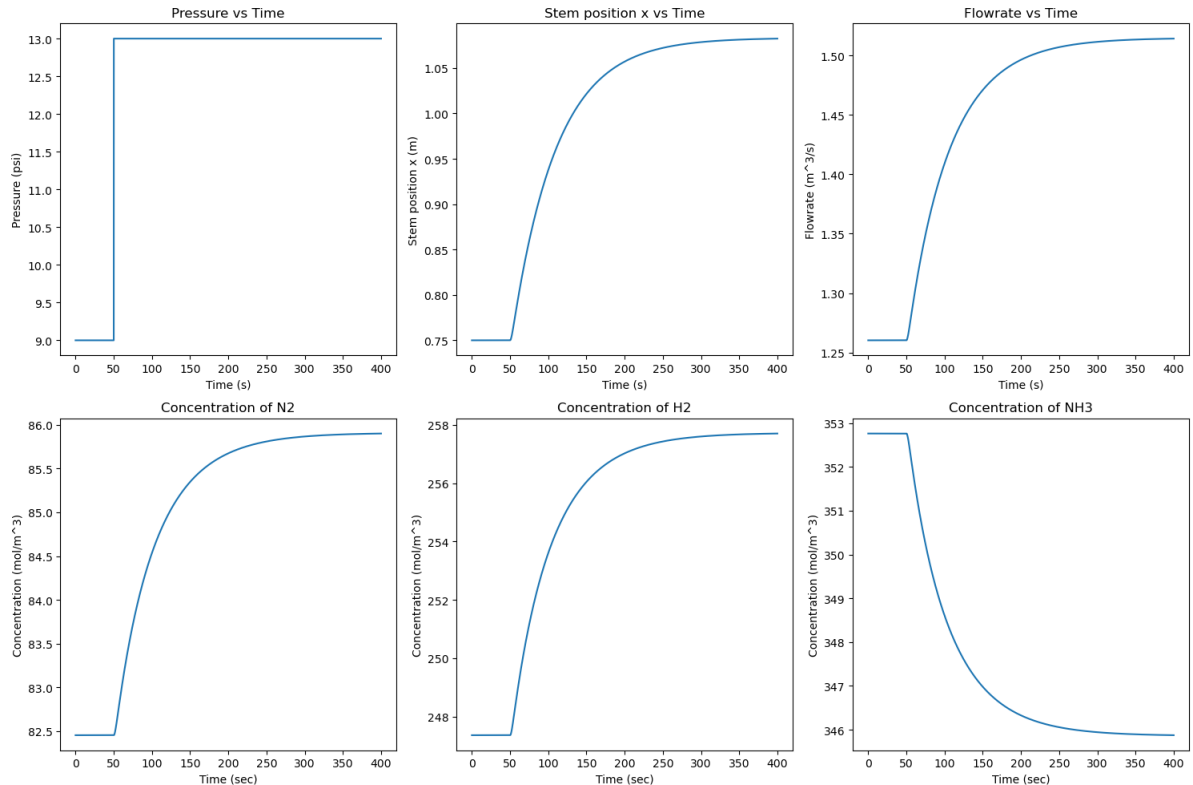 Pressure vs Time
Pressure (psi)
13.0
12.5
12.0
11.5
11.0
10.5
10.0
9.5
9.0
0 50 100 150 200 250 300 350 400
Time (s)
Stem position x vs Time
Stem position x (m)
1.05
1.00
0.95
0.90
0.85
0.80
0.75
0 50 100 150 200 250 300 350 400
Time (s)
Flowrate vs Time
Flowrate (m^3/s)
1.50
1.45
1.40
1.35
1.30
1.25
0 50 100 150 200 250 300 350 400
Time (s)
Concentration of N2
Concentration (mol/m^3)
86.0
85.5
85.0
84.5
84.0
83.5
83.0
82.5
0 50 100 150 200 250 300 350 400
Time (sec)
Concentration of H2
Concentration (mol/m^3)
258
256
254
252
250
248
0 50 100 150 200 250 300 350 400
Time (sec)
Concentration of NH3
Concentration (mol/m^3)
353
352
351
350
349
348
347
346
0 50 100 150 200 250 300 350 400
Time (sec)